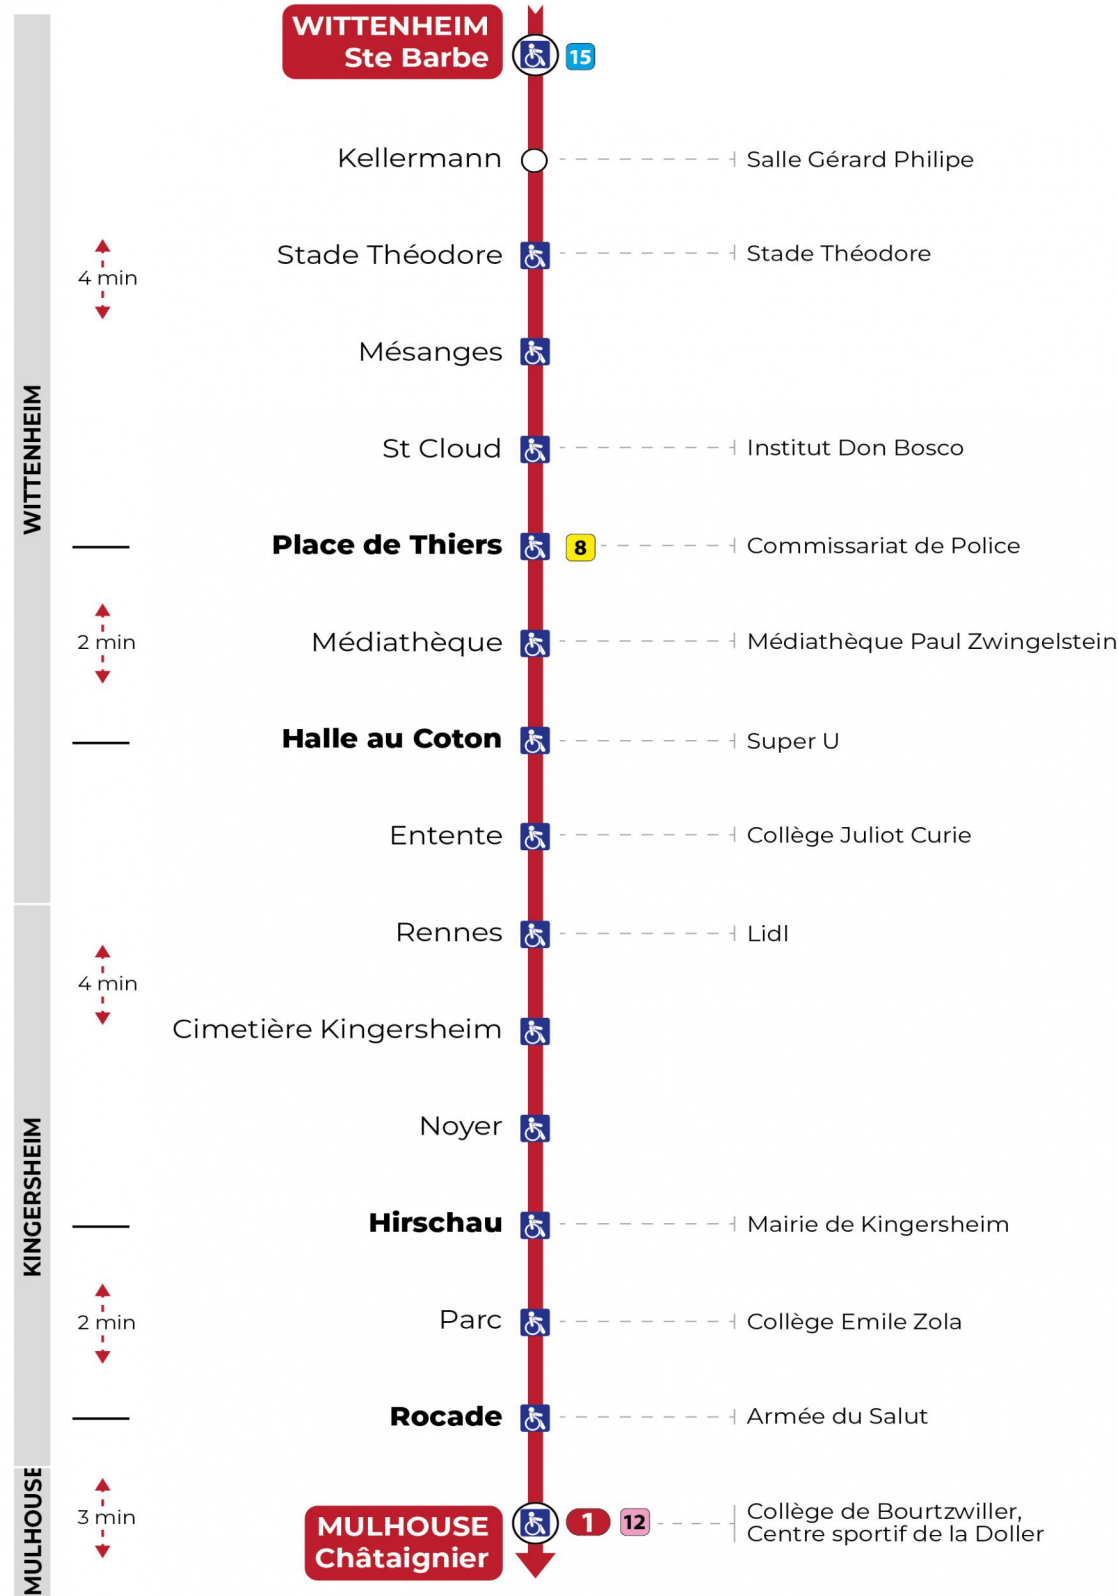 WITTENHEIM
Ste Barbe
15
Kellermann
Salle Gérard Philipe
Stade Théodore
Stade Théodore
4 min
Mésanges
WITTENHEIM
St Cloud
Institut Don Bosco
Place de Thiers
8
Commissariat de Police
2 min
Médiathèque
Médiathèque Paul Zwingelstein
Halle au Coton
Super U
Entente
Collège Juliot Curie
Rennes
Lidl
4 min
Cimetière Kingersheim
Noyer
KINGERSHEIM
Hirschau
Mairie de Kingersheim
2 min
Parc
Collège Emile Zola
Rocade
Armée du Salut
MULHOUSE
3 min
MULHOUSE
Châtaignier
1
12
Collège de Bourtzwiller,
Centre sportif de la Doller